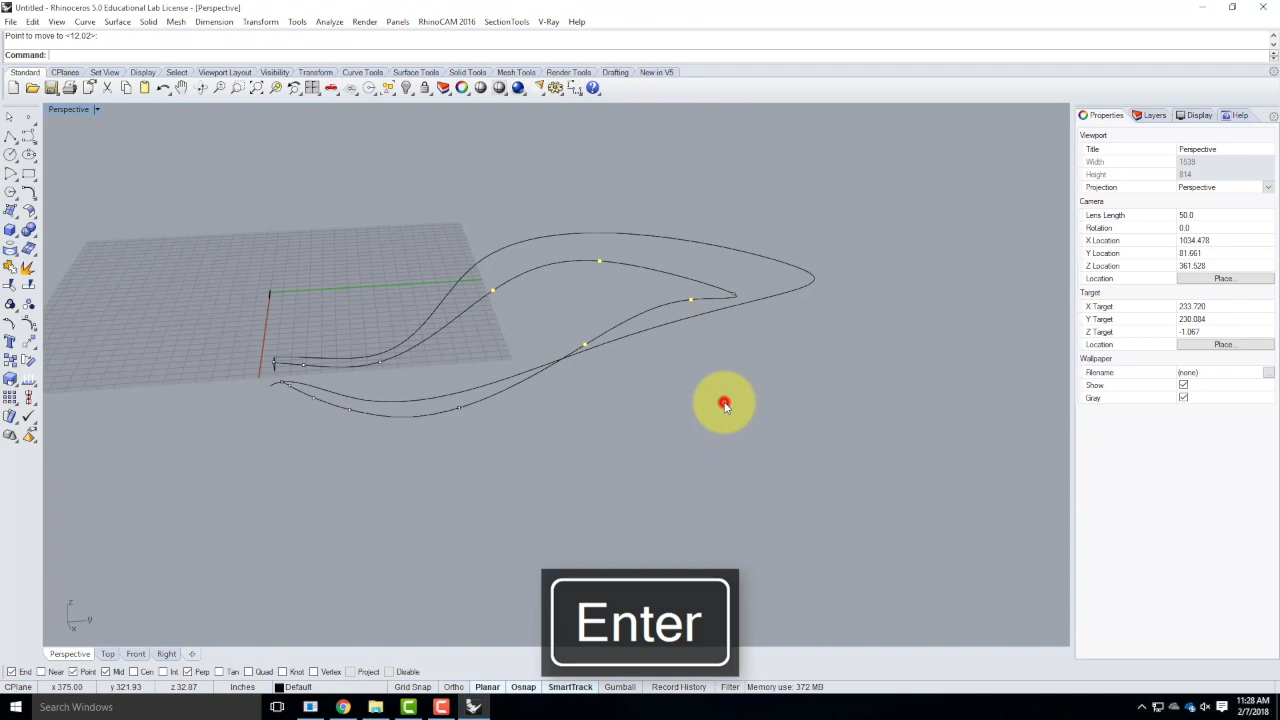 Untitled - Rhinoceros 5.0 Educational Lab License - [Perspective]
File Edit View Curve Surface Solid Mesh Dimension Transform Tools Analyze Render Panels RhinoCAM 2016 SectionTools V-Ray Help
Point to move to <12.02>:
Command:
Standard CPlanes Set View Display Select Viewport Layout Visibility Transform Curve Tools Surface Tools Solid Tools Mesh Tools Render Tools Drafting New in V5
Perspective
Properties Layers Display Help
Viewport
Title Perspective
Width 1539
Height 814
Projection Perspective
Camera
Lens Length 50.0
Rotation 0.0
X Location 1034.478
Y Location 81.661
Z Location 361.528
Location Place...
Target
X Target 233.720
Y Target 230.084
Z Target -1.067
Location Place...
Wallpaper
Filename (none)
Show
Gray
Enter
z
y
x
Perspective Top Front Right
End Near Point Mid Cen Int Perp Tan Quad Knot Vertex Project Disable
CPlane x 375.00 y 321.93 z 32.87 Inches Default Grid Snap Ortho Planar Osnap SmartTrack Gumball Record History Filter Memory use: 372 MB
Search Windows
11:28 AM
2/7/2018